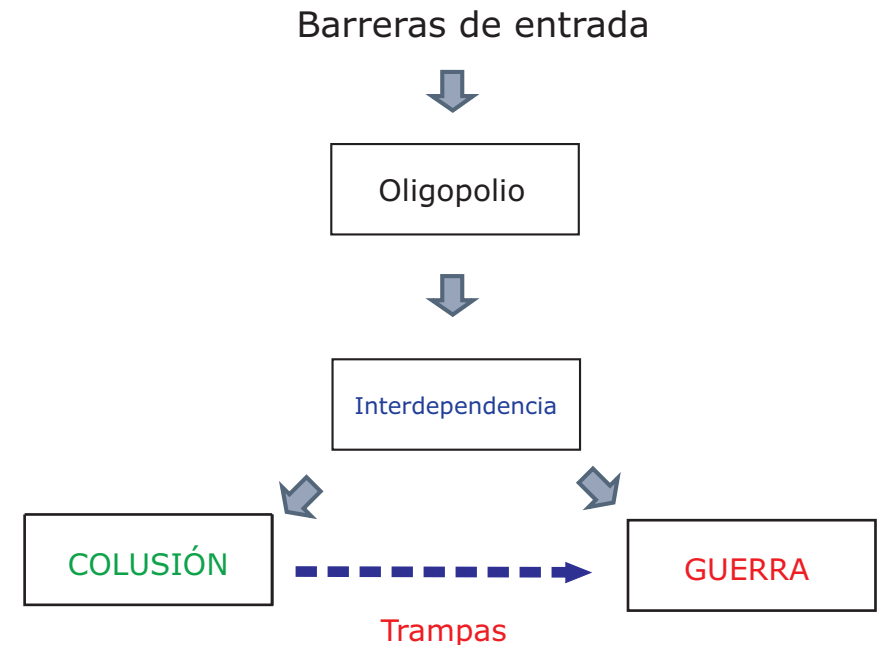 Barreras de entrada
Oligopolio
Interdependencia
COLUSIÓN
GUERRA
Trampas